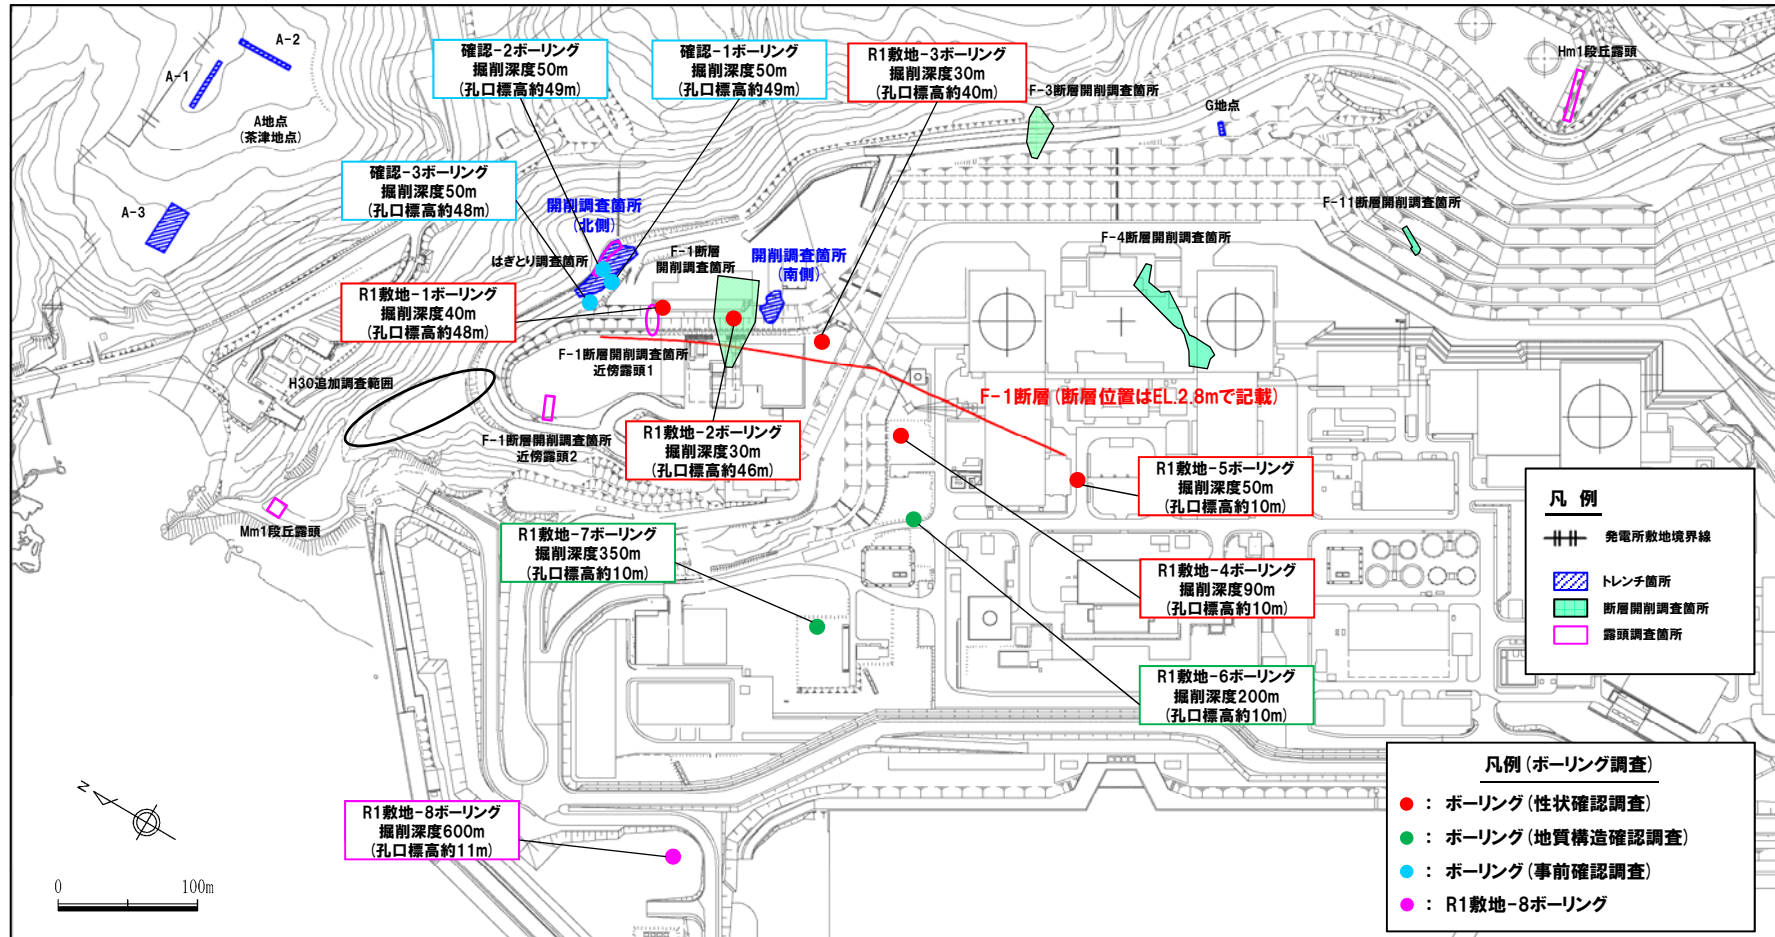 A-2
A-1
A地点
(茶津地点)
A-3
確認-2ボーリング
掘削深度50m
(孔口標高約49m)
確認-1ボーリング
掘削深度50m
(孔口標高約49m)
R1敷地-3ボーリング
掘削深度30m
(孔口標高約40m)
F-3断層開削調査箇所
G地点
Hm1段丘露頭
確認-3ボーリング
掘削深度50m
(孔口標高約48m)
開削調査箇所
(北側)
はぎとり調査箇所
F-1断層
開削調査箇所
開削調査箇所
(南側)
F-4断層開削調査箇所
F-11断層開削調査箇所
R1敷地-1ボーリング
掘削深度40m
(孔口標高約48m)
F-1断層開削調査箇所
近傍露頭1
H30追加調査範囲
F-1断層(断層位置はEL.2.8mで記載)
F-1断層開削調査箇所
近傍露頭2
R1敷地-2ボーリング
掘削深度30m
(孔口標高約46m)
R1敷地-5ボーリング
掘削深度50m
(孔口標高約10m)
Mm1段丘露頭
R1敷地-7ボーリング
掘削深度350m
(孔口標高約10m)
R1敷地-4ボーリング
掘削深度90m
(孔口標高約10m)
R1敷地-6ボーリング
掘削深度200m
(孔口標高約10m)
R1敷地-8ボーリング
掘削深度600m
(孔口標高約11m)
凡 例
発電所敷地境界線
トレンチ箇所
断層開削調査箇所
露頭調査箇所
凡例(ボーリング調査)
: ボーリング(性状確認調査)
: ボーリング(地質構造確認調査)
: ボーリング(事前確認調査)
: R1敷地-8ボーリング
N
0 100m